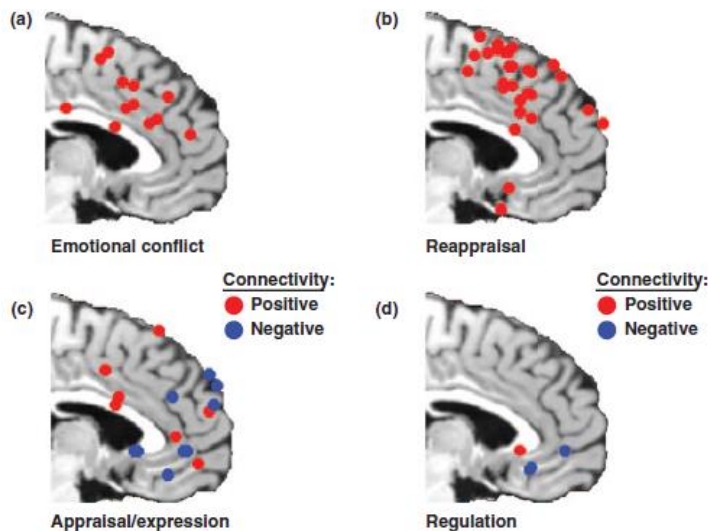 (a)
(b)
Emotional conflict
Reappraisal
Connectivity:
Positive
Negative
Connectivity:
Positive
Negative
(c)
(d)
Appraisal/expression
Regulation